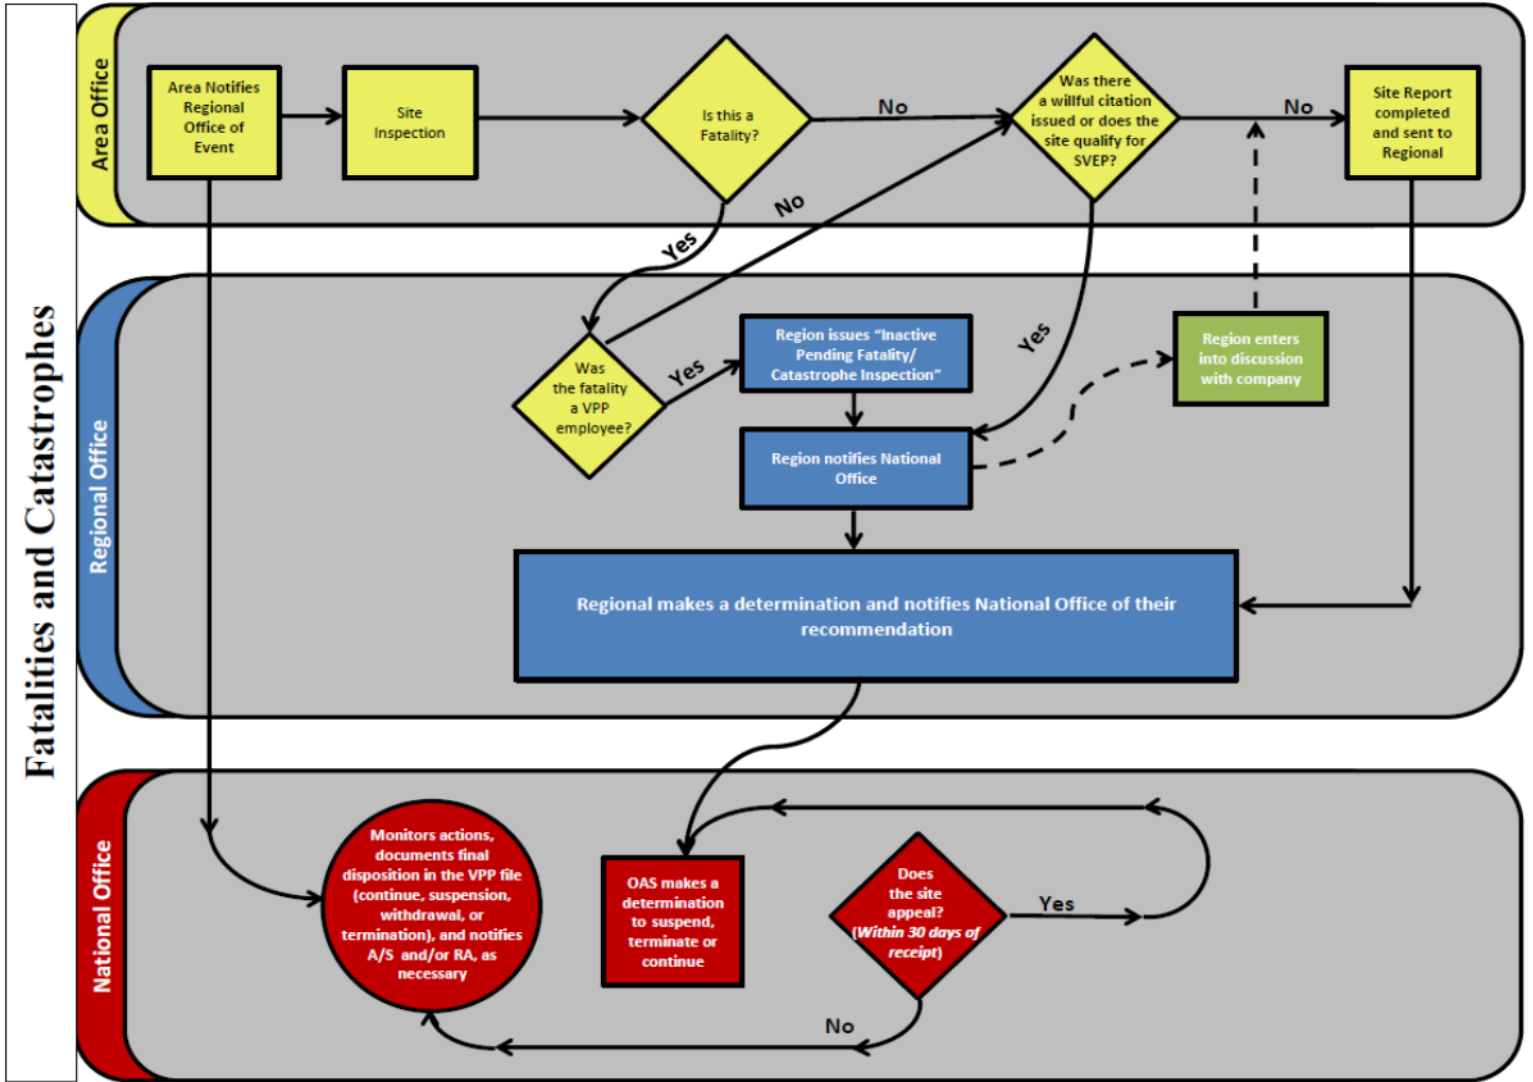 Fatalities and Catastrophes
Area Office
Area Notifies
Regional
Office of
Event
Site
Inspection
Is this a
Fatality?
No
Was there
a willful citation
issued or does the
site qualify for
SVEP?
No
Site Report
completed
and sent to
Regional
Yes
No
Yes
Regional Office
Was
the fatality
a VPP
employee?
Yes
Region issues “Inactive
Pending Fatality/
Catastrophe Inspection”
Region notifies National
Office
Region enters
into discussion
with company
Regional makes a determination and notifies National Office of their
recommendation
National Office
Monitors actions,
documents final
disposition in the VPP file
(continue, suspension,
withdrawal, or
termination), and notifies
A/S and/or RA, as
necessary
OAS makes a
determination
to suspend,
terminate or
continue
Does
the site
appeal?
(Within 30 days of
receipt)
Yes
No